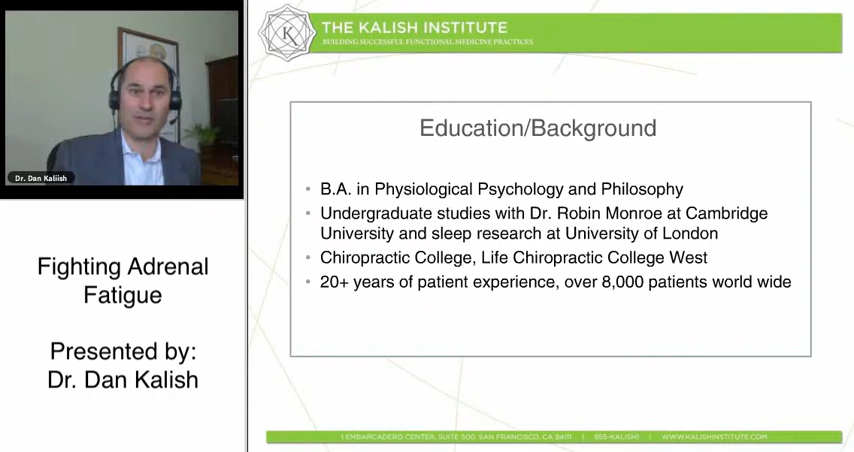 Dr. Dan Kaliish
Fighting Adrenal
Fatigue
Presented by:
Dr. Dan Kalish
K
THE KALISH INSTITUTE
BUILDING SUCCESSFUL FUNCTIONAL MEDICINE PRACTICES
Education/Background
• B.A. in Physiological Psychology and Philosophy
• Undergraduate studies with Dr. Robin Monroe at Cambridge
University and sleep research at University of London
• Chiropractic College, Life Chiropractic College West
• 20+ years of patient experience, over 8,000 patients world wide
1 EMBARCADERO CENTER, SUITE 500, SAN FRANCISCO, CA 94111 | 855-KALISH1 | WWW.KALISHINSTITUTE.COM